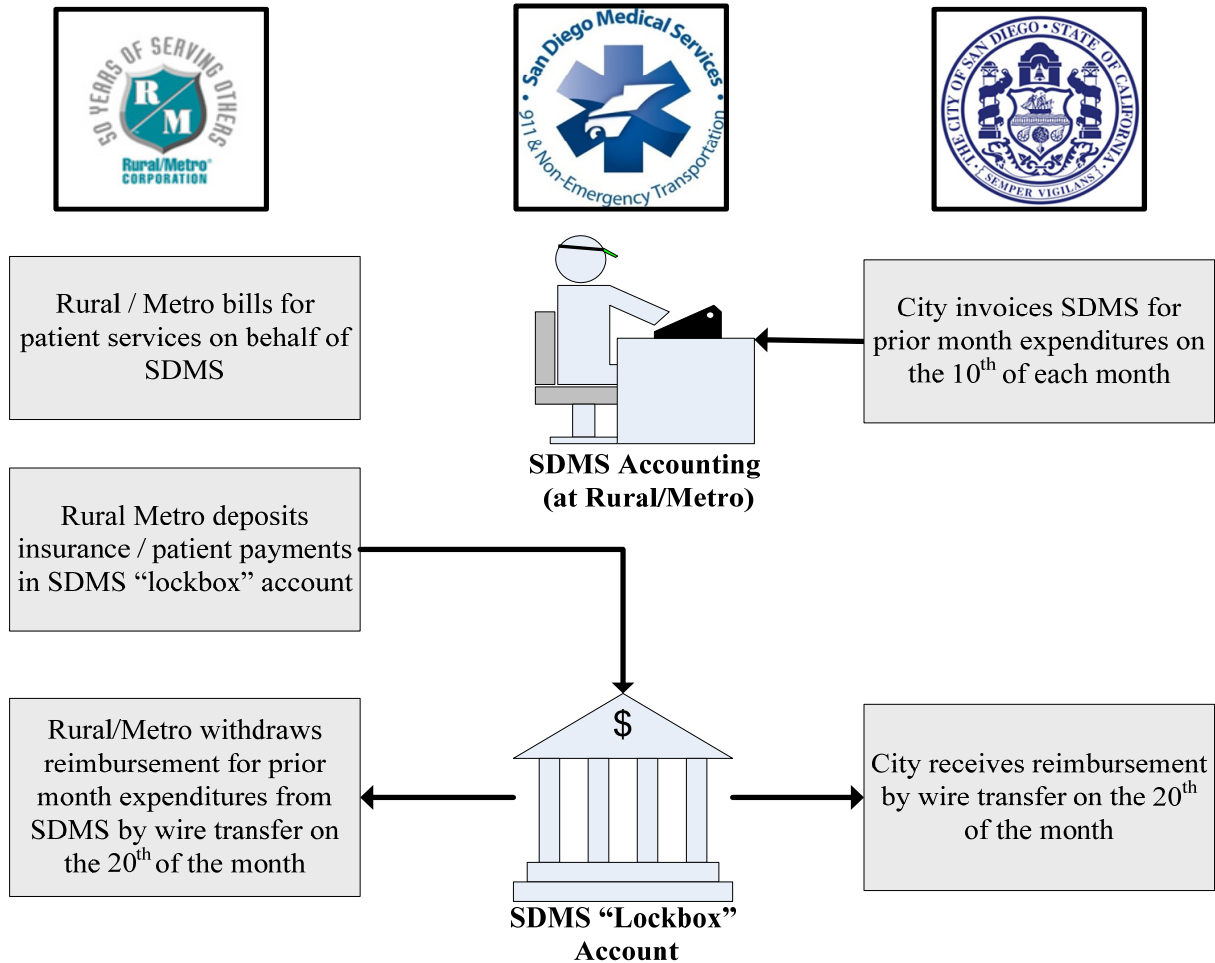 50 YEARS OF SERVING OTHERS
R
M
Rural/Metro®
CORPORATION
San Diego Medical Services
911 & Non-Emergency Transportation
THE CITY OF SAN DIEGO • STATE OF CALIFORNIA
SEMPER VIGILANS
Rural / Metro bills for
patient services on behalf of
SDMS
City invoices SDMS for
prior month expenditures on
the 10th of each month
SDMS Accounting
(at Rural/Metro)
Rural Metro deposits
insurance / patient payments
in SDMS “lockbox” account
Rural/Metro withdraws
reimbursement for prior
month expenditures from
SDMS by wire transfer on
the 20th of the month
$
City receives reimbursement
by wire transfer on the 20th
of the month
SDMS “Lockbox”
Account